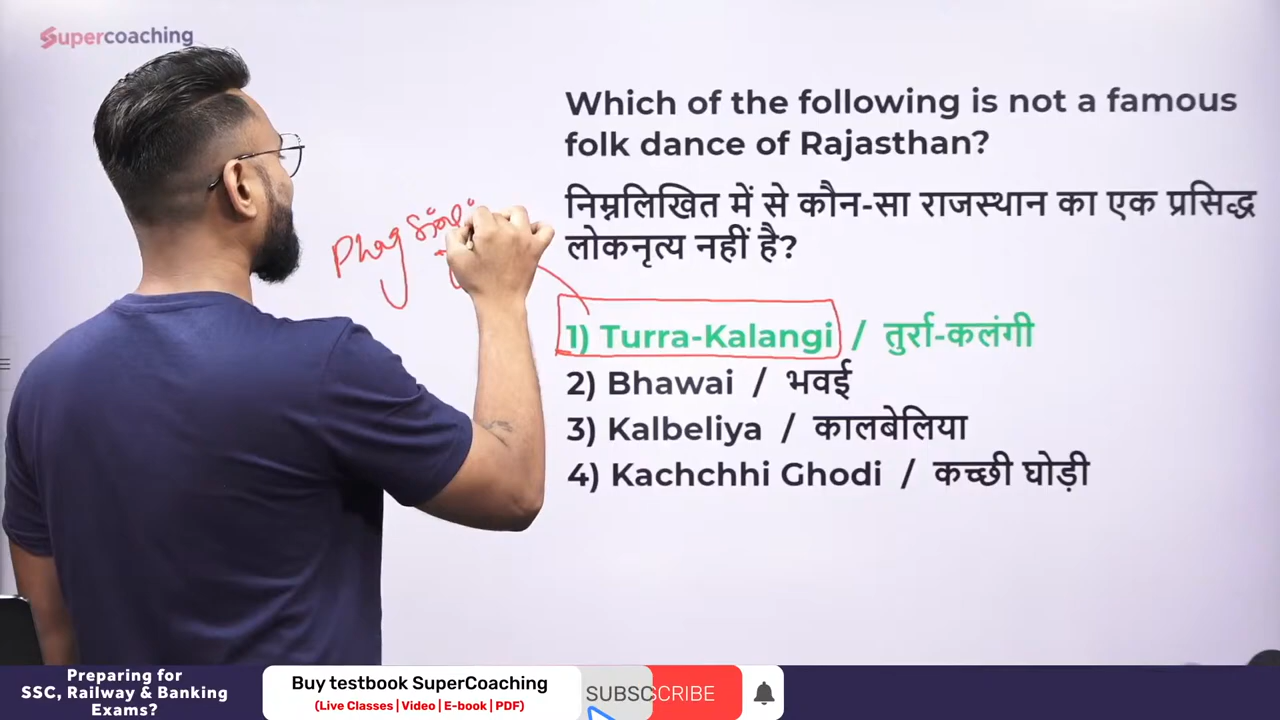 Supercoaching
Which of the following is not a famous
folk dance of Rajasthan?
निम्नलिखित में से कौन-सा राजस्थान का एक प्रसिद्ध
लोकनृत्य नहीं है?
1) Turra-Kalangi / तुर्रा-कलंगी
2) Bhawai / भवई
3) Kalbeliya / कालबेलिया
4) Kachchhi Ghodi / कच्छी घोड़ी
Preparing for
SSC, Railway & Banking
Exams?
Buy testbook SuperCoaching
(Live Classes | Video | E-book | PDF)
SUBSCRIBE